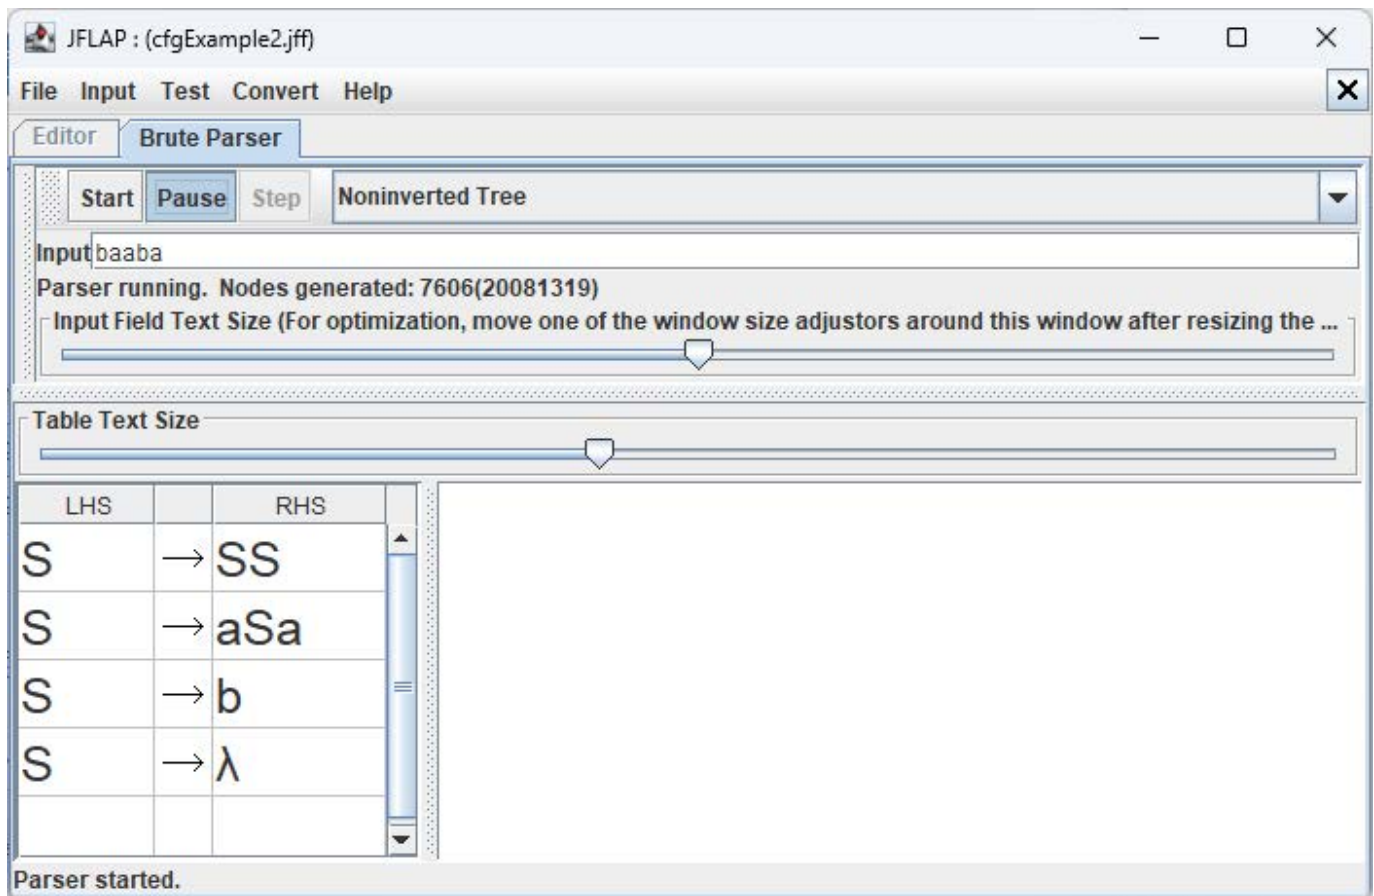 JFLAP : (cfgExample2.jff)
File Input Test Convert Help
Editor Brute Parser
Start Pause Step Noninverted Tree
Input baaba
Parser running. Nodes generated: 7606(20081319)
Input Field Text Size (For optimization, move one of the window size adjustors around this window after resizing the ...
Table Text Size
LHS RHS
S → SS
S → aSa
S → b
S → λ
Parser started.